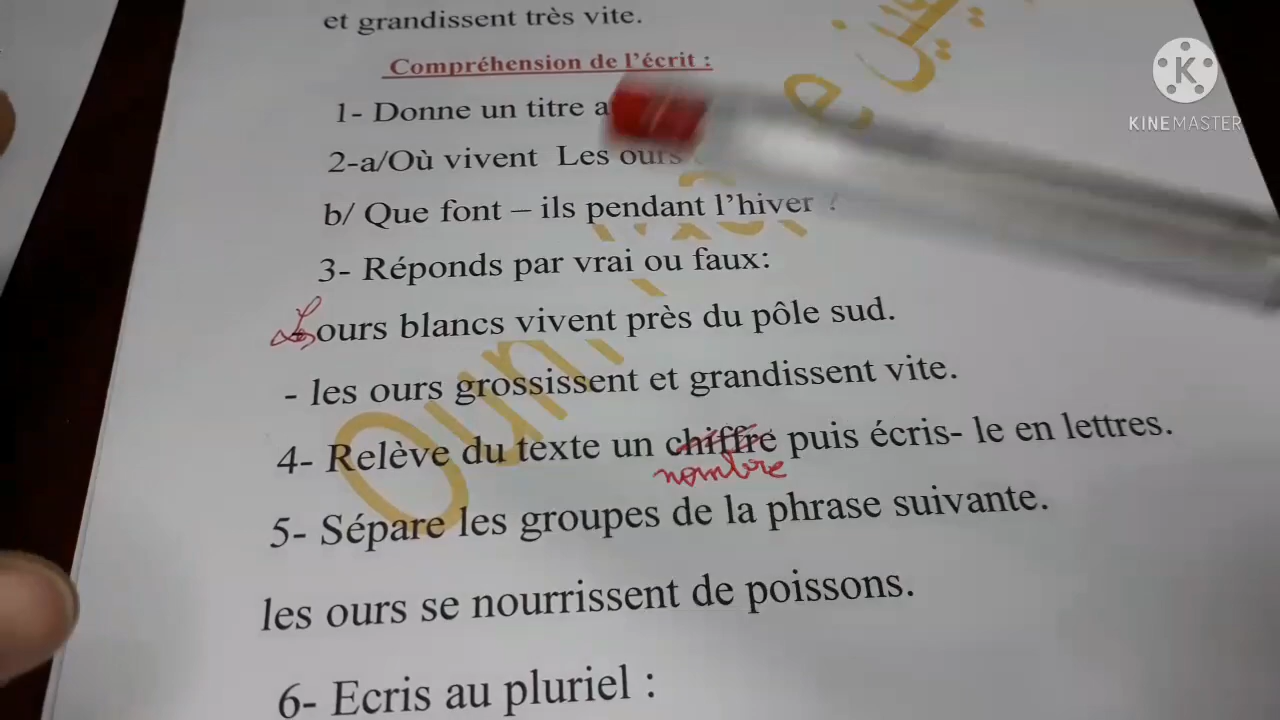 et grandissent très vite.
Compréhension de l'écrit :
1- Donne un titre a
2-a/Où vivent Les ours
b/ Que font – ils pendant l'hiver ?
3- Réponds par vrai ou faux:
Les ours blancs vivent près du pôle sud.
- les ours grossissent et grandissent vite.
4- Relève du texte un chiffre puis écris- le en lettres.
nombre
5- Sépare les groupes de la phrase suivante.
les ours se nourrissent de poissons.
6- Ecris au pluriel :
KINEMASTER